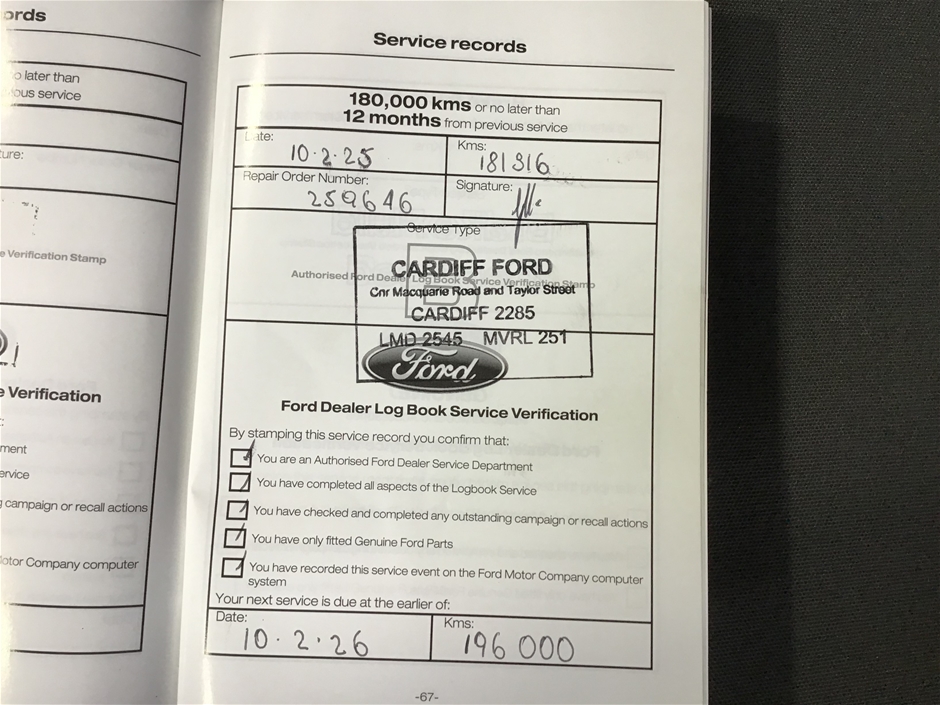 ords
o later than
ous service
ure:
e Verification Stamp
e Verification
:
ment
ervice
campaign or recall actions
otor Company computer
Service records
180,000 kms or no later than
12 months from previous service
Date:
10.2.25
Kms:
181316
Repair Order Number:
259646
Signature:
Service Type
B
CARDIFF FORD
Authorised Ford Dealer Log Book Service Verification Stamp
Cnr Macquarie Road and Taylor Street
CARDIFF 2285
LMD 2545 MVRL 251
Ford
Ford Dealer Log Book Service Verification
By stamping this service record you confirm that:
You are an Authorised Ford Dealer Service Department
You have completed all aspects of the Logbook Service
You have checked and completed any outstanding campaign or recall actions
You have only fitted Genuine Ford Parts
You have recorded this service event on the Ford Motor Company computer
system
Your next service is due at the earlier of:
Date:
10.2.26
Kms:
196 000
-67-